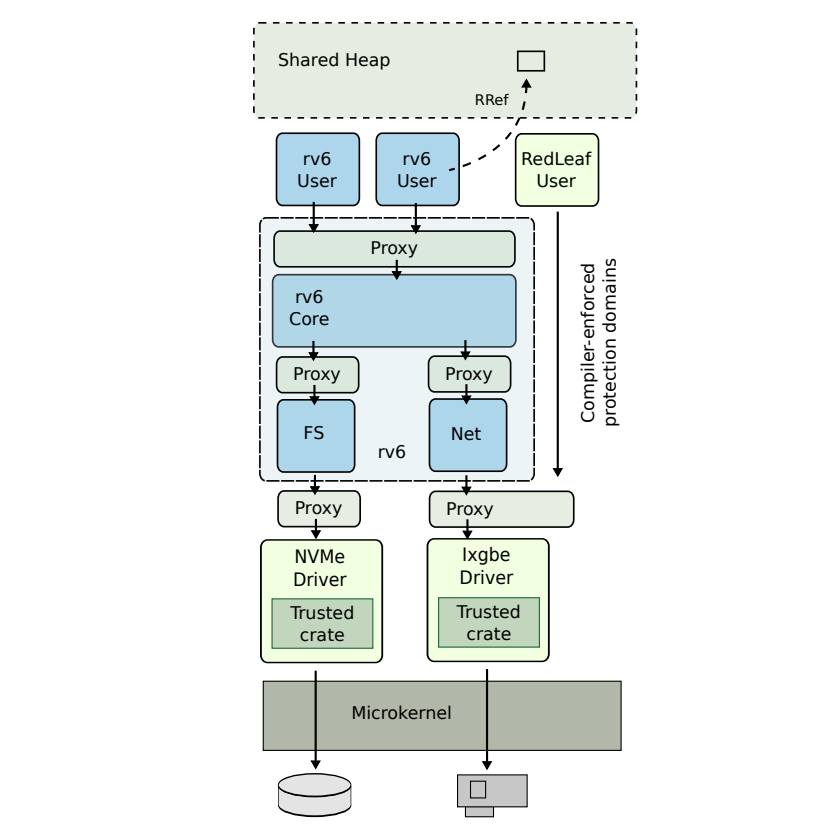 Shared Heap
RRef
rv6
User
rv6
User
RedLeaf
User
Proxy
rv6
Core
Compiler-enforced
protection domains
Proxy
Proxy
FS
Net
rv6
Proxy
Proxy
NVMe
Driver
Ixgbe
Driver
Trusted
crate
Trusted
crate
Microkernel